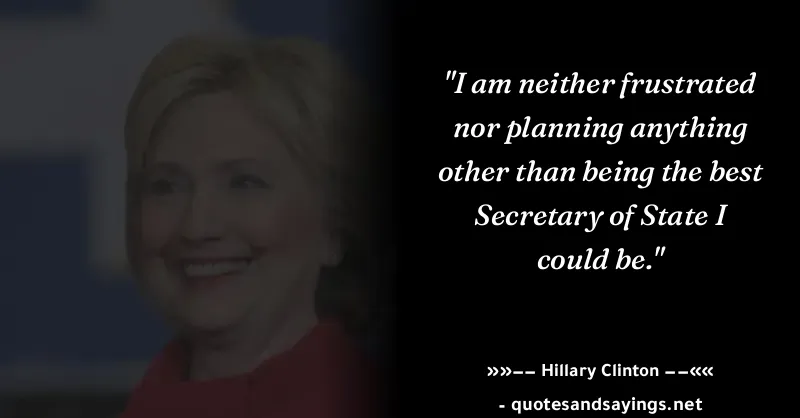 "I am neither frustrated
nor planning anything
other than being the best
Secretary of State I
could be."
»»–– Hillary Clinton ––««
- quotesandsayings.net